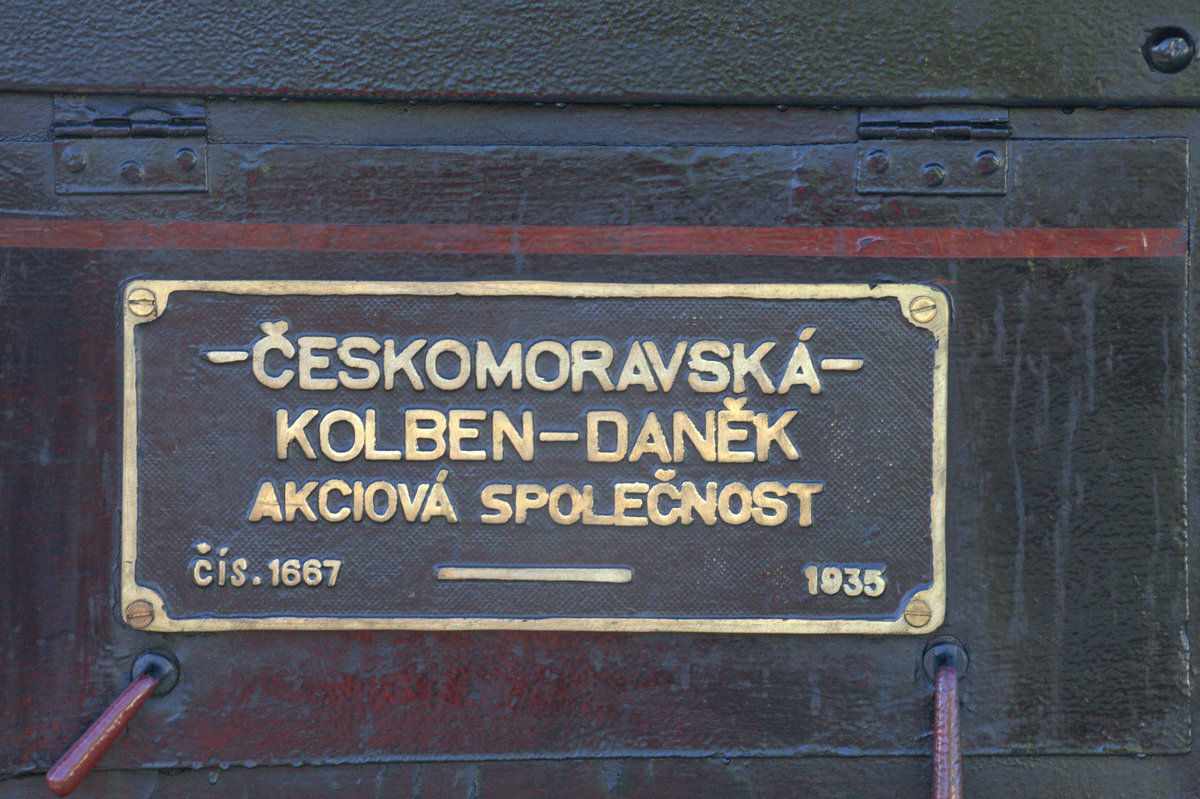 -ČESKOMORAVSKÁ-
KOLBEN-DANĚK
AKCIOVÁ SPOLEČNOST
čís. 1667 1935